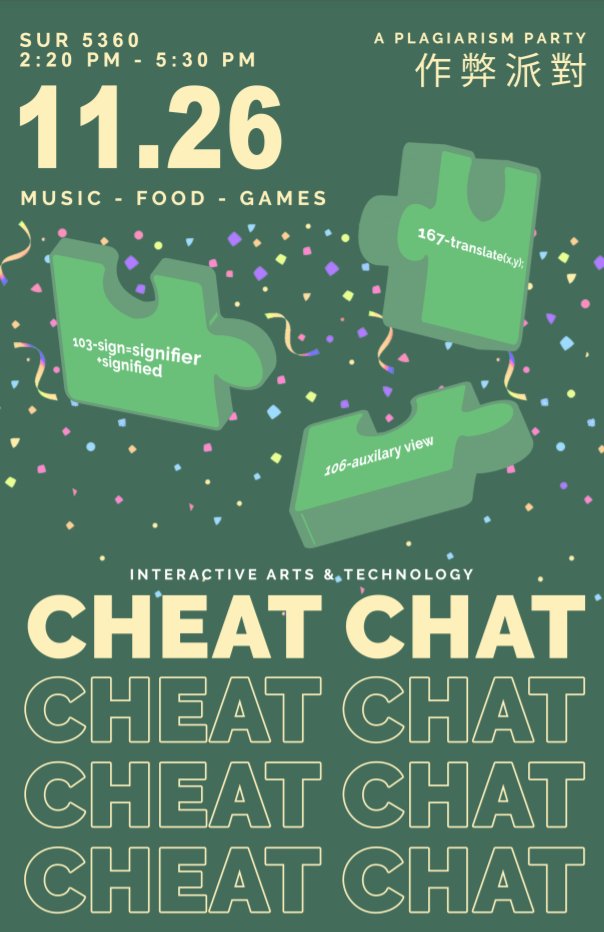 SUR 5360
2:20 PM - 5:30 PM
11.26
MUSIC - FOOD - GAMES
A PLAGIARISM PARTY
作弊派對
167-translate(x,y);
103-sign=signifier
+signified
106-auxilary view
INTERACTIVE ARTS & TECHNOLOGY
CHEAT CHAT
CHEAT CHAT
CHEAT CHAT
CHEAT CHAT